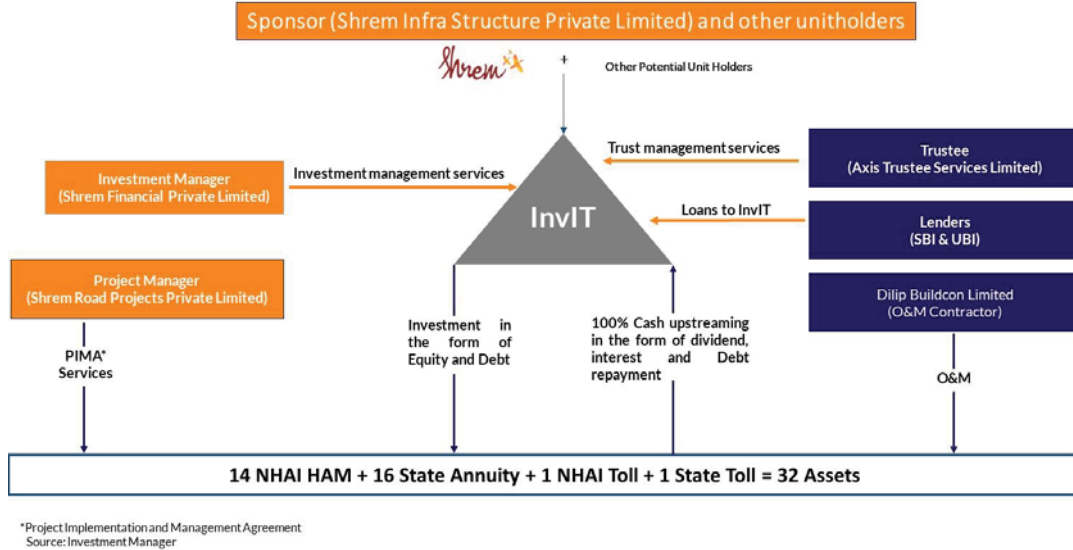 Sponsor (Shrem Infra Structure Private Limited) and other unitholders
Shrem
+
Other Potential Unit Holders
Trust management services
Trustee
(Axis Trustee Services Limited)
Investment Manager
(Shrem Financial Private Limited)
Investment management services
InvIT
Loans to InvIT
Lenders
(SBI & UBI)
Project Manager
(Shrem Road Projects Private Limited)
Dilip Buildcon Limited
(O&M Contractor)
PIMA*
Services
Investment in
the form of
Equity and Debt
100% Cash upstreaming
in the form of dividend,
interest and Debt
repayment
O&M
14 NHAI HAM + 16 State Annuity + 1 NHAI Toll + 1 State Toll = 32 Assets
*Project Implementation and Management Agreement
Source: Investment Manager